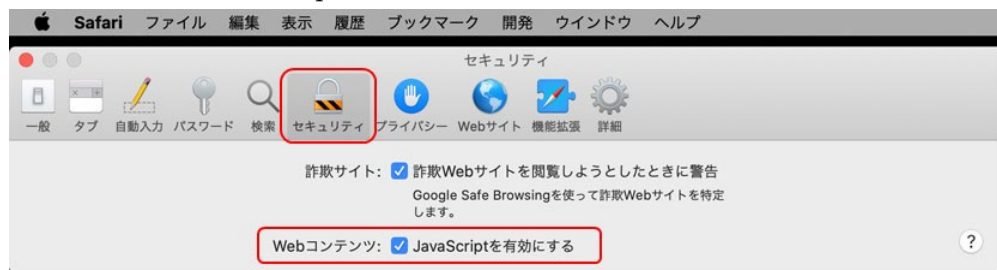 Safari ファイル 編集 表示 履歴 ブックマーク 開発 ウインドウ ヘルプ
セキュリティ
一般 タブ 自動入力 パスワード 検索 セキュリティ プライバシー Webサイト 機能拡張 詳細
詐欺サイト: 詐欺Webサイトを閲覧しようとしたときに警告
Google Safe Browsingを使って詐欺Webサイトを特定
します。
Webコンテンツ: JavaScriptを有効にする
?